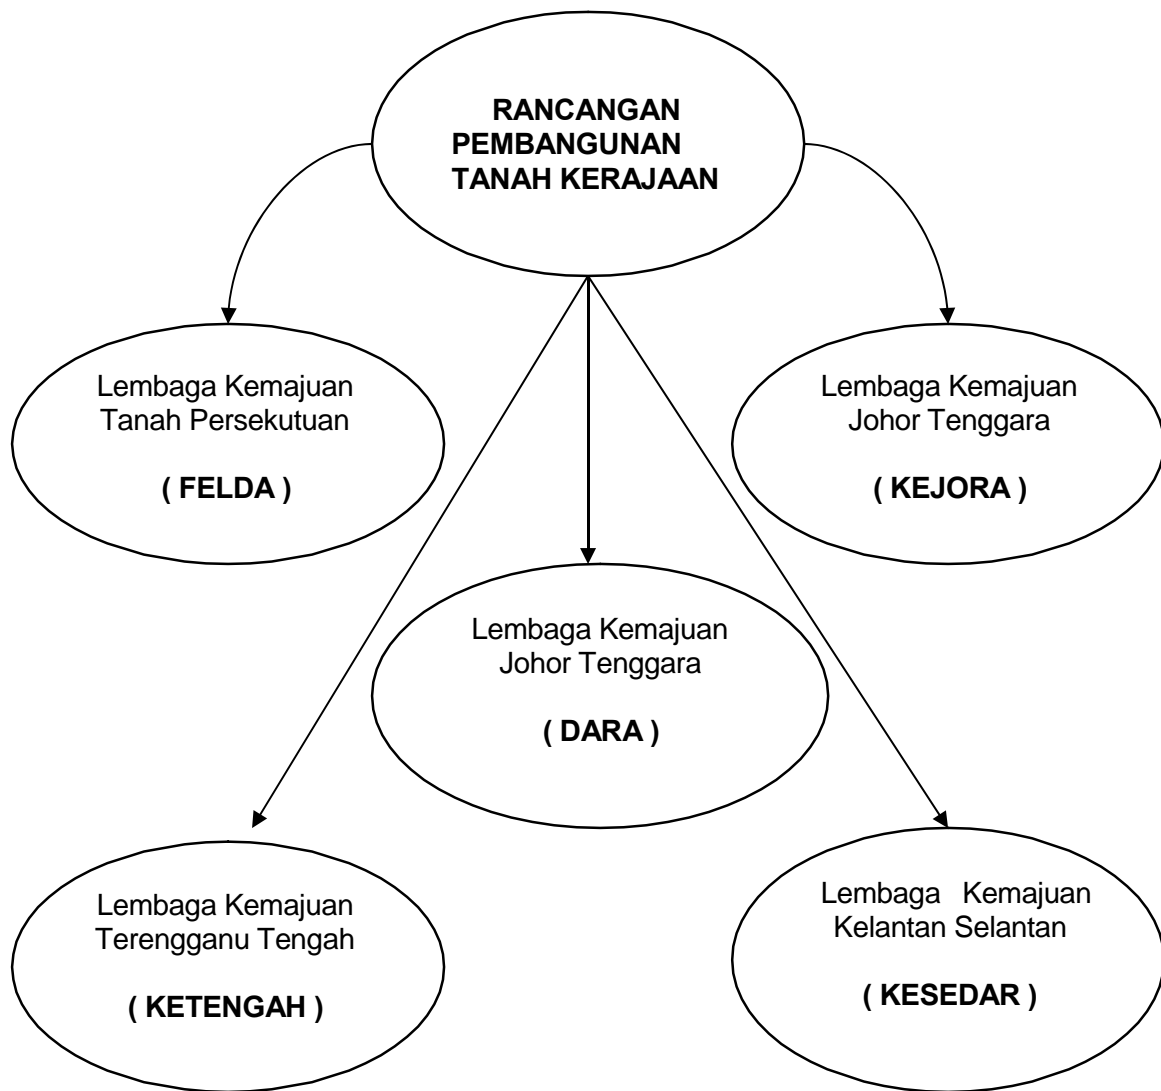 RANCANGAN
PEMBANGUNAN
TANAH KERAJAAN
Lembaga Kemajuan
Tanah Persekutuan
( FELDA )
Lembaga Kemajuan
Johor Tenggara
( KEJORA )
Lembaga Kemajuan
Johor Tenggara
( DARA )
Lembaga Kemajuan
Terengganu Tengah
( KETENGAH )
Lembaga Kemajuan
Kelantan Selantan
( KESEDAR )